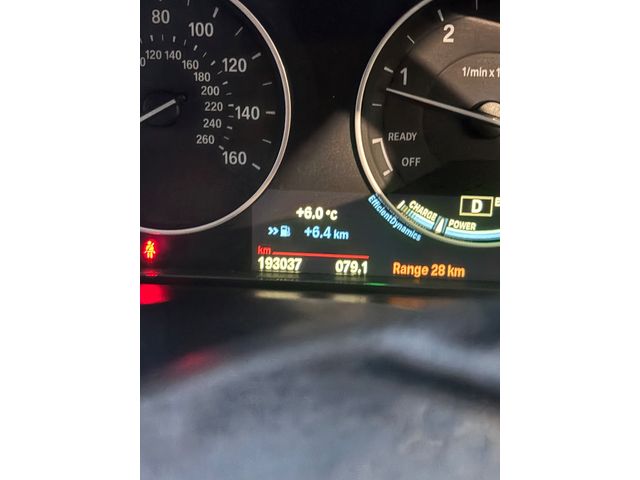 80
100
120
140
160
120 140
160
180
200
220
240
260
2
1
1/min x 1
READY
OFF
D
CHARGE
POWER
EfficientDynamics
+6.0 °C
+6.4 km
km
193037 079.1
Range 28 km